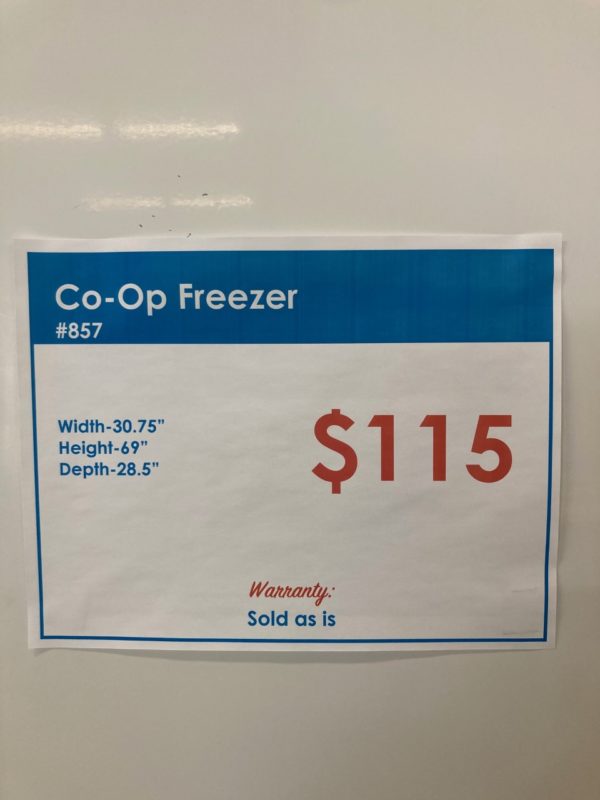 Co-Op Freezer
#857
Width-30.75”
Height-69”
Depth-28.5”
$115
Warranty:
Sold as is